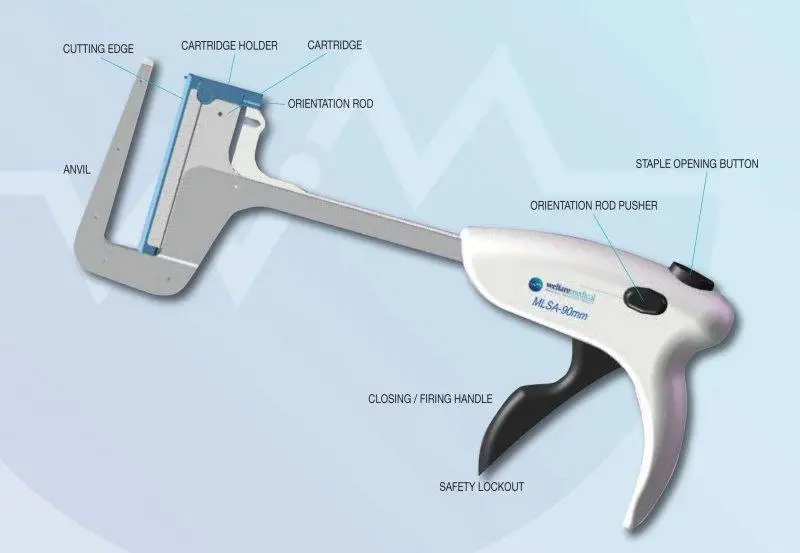 CUTTING EDGE
CARTRIDGE HOLDER
CARTRIDGE
ORIENTATION ROD
ANVIL
STAPLE OPENING BUTTON
ORIENTATION ROD PUSHER
welfaremedical
MLSA-90mm
CLOSING / FIRING HANDLE
SAFETY LOCKOUT